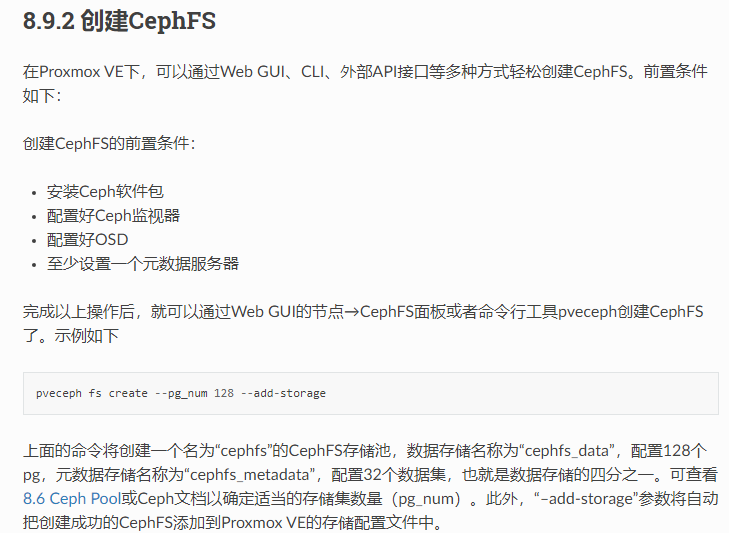 8.9.2 创建CephFS
在Proxmox VE下，可以通过Web GUI、CLI、外部API接口等多种方式轻松创建CephFS。前置条件
如下：
创建CephFS的前置条件：
• 安装Ceph软件包
• 配置好Ceph监视器
• 配置好OSD
• 至少设置一个元数据服务器
完成以上操作后，就可以通过Web GUI的节点→CephFS面板或者命令行工具pveceph创建CephFS
了。示例如下
pveceph fs create --pg_num 128 --add-storage
上面的命令将创建一个名为“cephfs”的CephFS存储池，数据存储名称为“cephfs_data”，配置128个
pg，元数据存储名称为“cephfs_metadata”，配置32个数据集，也就是数据存储的四分之一。可查看
8.6 Ceph Pool或Ceph文档以确定适当的存储集数量（pg_num）。此外，“–add-storage”参数将自动
把创建成功的CephFS添加到Proxmox VE的存储配置文件中。